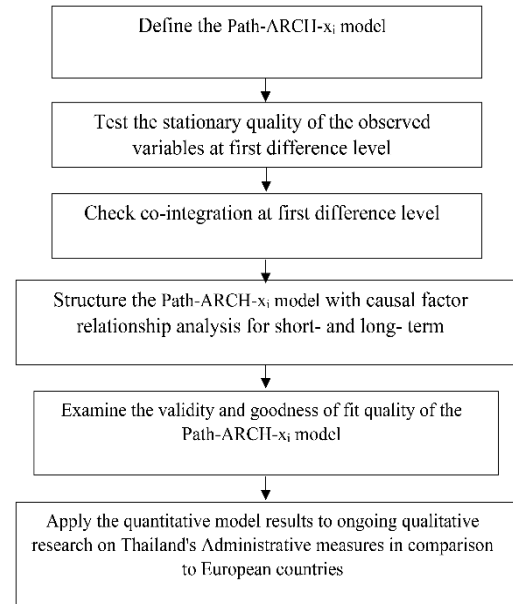 Define the Path-ARCH-xᵢ model
Test the stationary quality of the observed
variables at first difference level
Check co-integration at first difference level
Structure the Path-ARCH-xᵢ model with causal factor
relationship analysis for short- and long- term
Examine the validity and goodness of fit quality of the
Path-ARCH-xᵢ model
Apply the quantitative model results to ongoing qualitative
research on Thailand's Administrative measures in comparison
to European countries